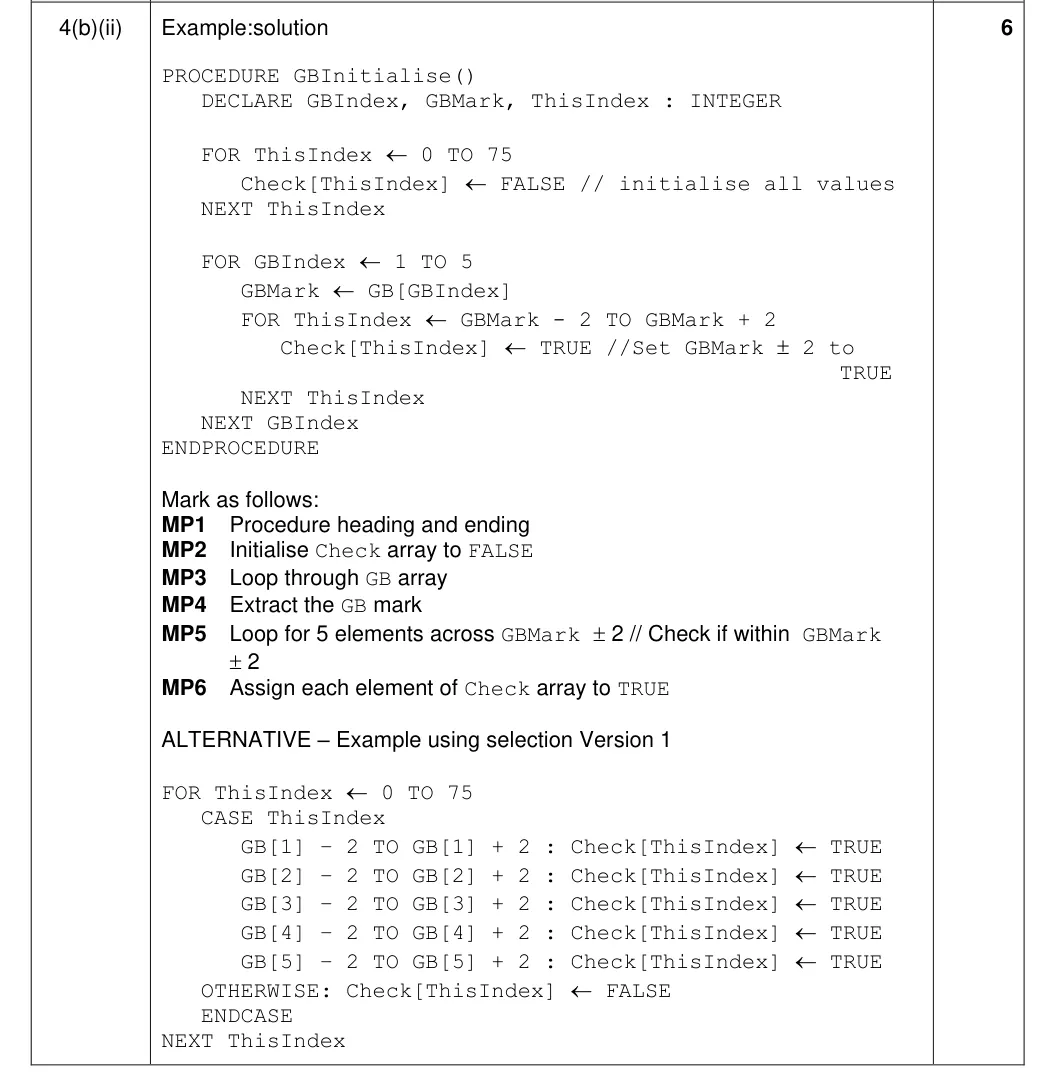 4(b)(ii) Example:solution 6
PROCEDURE GBInitialise()
DECLARE GBIndex, GBMark, ThisIndex : INTEGER
FOR ThisIndex ← 0 TO 75
Check[ThisIndex] ← FALSE // initialise all values
NEXT ThisIndex
FOR GBIndex ← 1 TO 5
GBMark ← GB[GBIndex]
FOR ThisIndex ← GBMark - 2 TO GBMark + 2
Check[ThisIndex] ← TRUE //Set GBMark ± 2 to
TRUE
NEXT ThisIndex
NEXT GBIndex
ENDPROCEDURE
Mark as follows:
MP1 Procedure heading and ending
MP2 Initialise Check array to FALSE
MP3 Loop through GB array
MP4 Extract the GB mark
MP5 Loop for 5 elements across GBMark ± 2 // Check if within GBMark
± 2
MP6 Assign each element of Check array to TRUE
ALTERNATIVE – Example using selection Version 1
FOR ThisIndex ← 0 TO 75
CASE ThisIndex
GB[1] – 2 TO GB[1] + 2 : Check[ThisIndex] ← TRUE
GB[2] – 2 TO GB[2] + 2 : Check[ThisIndex] ← TRUE
GB[3] – 2 TO GB[3] + 2 : Check[ThisIndex] ← TRUE
GB[4] – 2 TO GB[4] + 2 : Check[ThisIndex] ← TRUE
GB[5] – 2 TO GB[5] + 2 : Check[ThisIndex] ← TRUE
OTHERWISE: Check[ThisIndex] ← FALSE
ENDCASE
NEXT ThisIndex